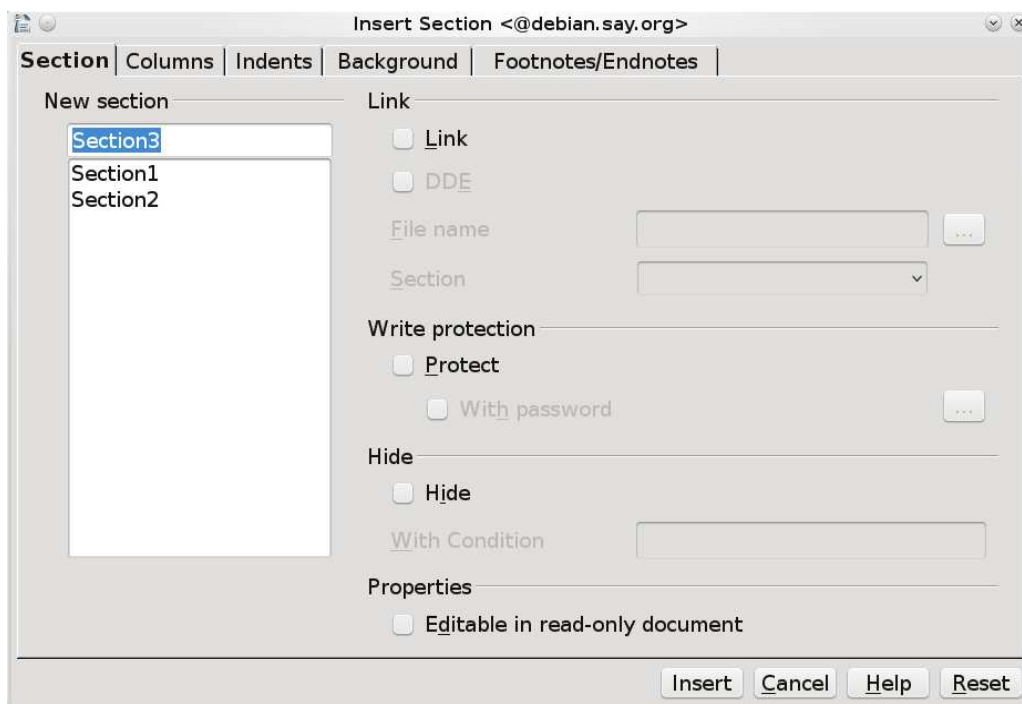 Insert Section <@debian.say.org>
Section Columns Indents Background Footnotes/Endnotes
New section
Section3
Section1
Section2
Link
Link
DDE
File name
...
Section
Write protection
Protect
With password
...
Hide
Hide
With Condition
Properties
Editable in read-only document
Insert Cancel Help Reset